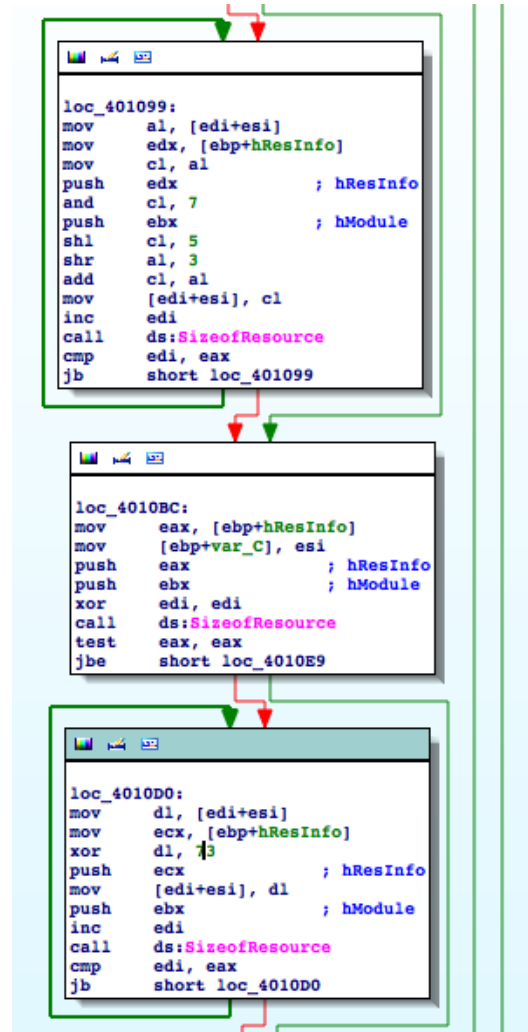 loc_401099:
mov al, [edi+esi]
mov edx, [ebp+hResInfo]
mov cl, al
push edx ; hResInfo
and cl, 7
push ebx ; hModule
shl cl, 5
shr al, 3
add cl, al
mov [edi+esi], cl
inc edi
call ds:SizeofResource
cmp edi, eax
jb short loc_401099
loc_4010BC:
mov eax, [ebp+hResInfo]
mov [ebp+var_C], esi
push eax ; hResInfo
push ebx ; hModule
xor edi, edi
call ds:SizeofResource
test eax, eax
jbe short loc_4010E9
loc_4010D0:
mov dl, [edi+esi]
mov ecx, [ebp+hResInfo]
xor dl, 73
push ecx ; hResInfo
mov [edi+esi], dl
push ebx ; hModule
inc edi
call ds:SizeofResource
cmp edi, eax
jb short loc_4010D0